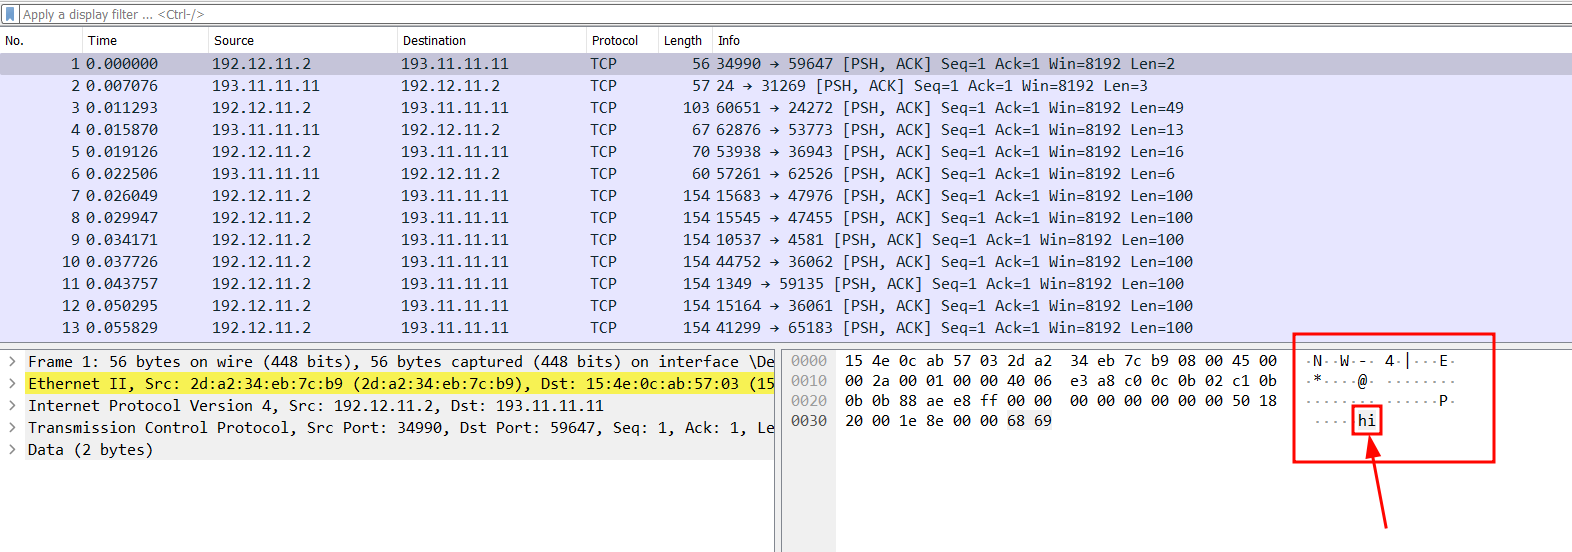 Apply a display filter ... <Ctrl-/>
No. Time Source Destination Protocol Length Info
1 0.000000 192.12.11.2 193.11.11.11 TCP 56 34990 → 59647 [PSH, ACK] Seq=1 Ack=1 Win=8192 Len=2
2 0.007076 193.11.11.11 192.12.11.2 TCP 57 24 → 31269 [PSH, ACK] Seq=1 Ack=1 Win=8192 Len=3
3 0.011293 192.12.11.2 193.11.11.11 TCP 103 60651 → 24272 [PSH, ACK] Seq=1 Ack=1 Win=8192 Len=49
4 0.015870 193.11.11.11 192.12.11.2 TCP 67 62876 → 53773 [PSH, ACK] Seq=1 Ack=1 Win=8192 Len=13
5 0.019126 192.12.11.2 193.11.11.11 TCP 70 53938 → 36943 [PSH, ACK] Seq=1 Ack=1 Win=8192 Len=16
6 0.022506 193.11.11.11 192.12.11.2 TCP 60 57261 → 62526 [PSH, ACK] Seq=1 Ack=1 Win=8192 Len=6
7 0.026049 192.12.11.2 193.11.11.11 TCP 154 15683 → 47976 [PSH, ACK] Seq=1 Ack=1 Win=8192 Len=100
8 0.029947 192.12.11.2 193.11.11.11 TCP 154 15545 → 47455 [PSH, ACK] Seq=1 Ack=1 Win=8192 Len=100
9 0.034171 192.12.11.2 193.11.11.11 TCP 154 10537 → 4581 [PSH, ACK] Seq=1 Ack=1 Win=8192 Len=100
10 0.037726 192.12.11.2 193.11.11.11 TCP 154 44752 → 36062 [PSH, ACK] Seq=1 Ack=1 Win=8192 Len=100
11 0.043757 192.12.11.2 193.11.11.11 TCP 154 1349 → 59135 [PSH, ACK] Seq=1 Ack=1 Win=8192 Len=100
12 0.050295 192.12.11.2 193.11.11.11 TCP 154 15164 → 36061 [PSH, ACK] Seq=1 Ack=1 Win=8192 Len=100
13 0.055829 192.12.11.2 193.11.11.11 TCP 154 41299 → 65183 [PSH, ACK] Seq=1 Ack=1 Win=8192 Len=100
Frame 1: 56 bytes on wire (448 bits), 56 bytes captured (448 bits) on interface \De
Ethernet II, Src: 2d:a2:34:eb:7c:b9 (2d:a2:34:eb:7c:b9), Dst: 15:4e:0c:ab:57:03 (15
Internet Protocol Version 4, Src: 192.12.11.2, Dst: 193.11.11.11
Transmission Control Protocol, Src Port: 34990, Dst Port: 59647, Seq: 1, Ack: 1, Le
Data (2 bytes)
0000 15 4e 0c ab 57 03 2d a2 34 eb 7c b9 08 00 45 00 ·N··W·-· 4·|···E·
0010 00 2a 00 01 00 00 40 06 e3 a8 c0 0c 0b 02 c1 0b ·*····@· ········
0020 0b 0b 88 ae e8 ff 00 00 00 00 00 00 00 00 50 18 ········ ······P·
0030 20 00 1e 8e 00 00 68 69 ····hi